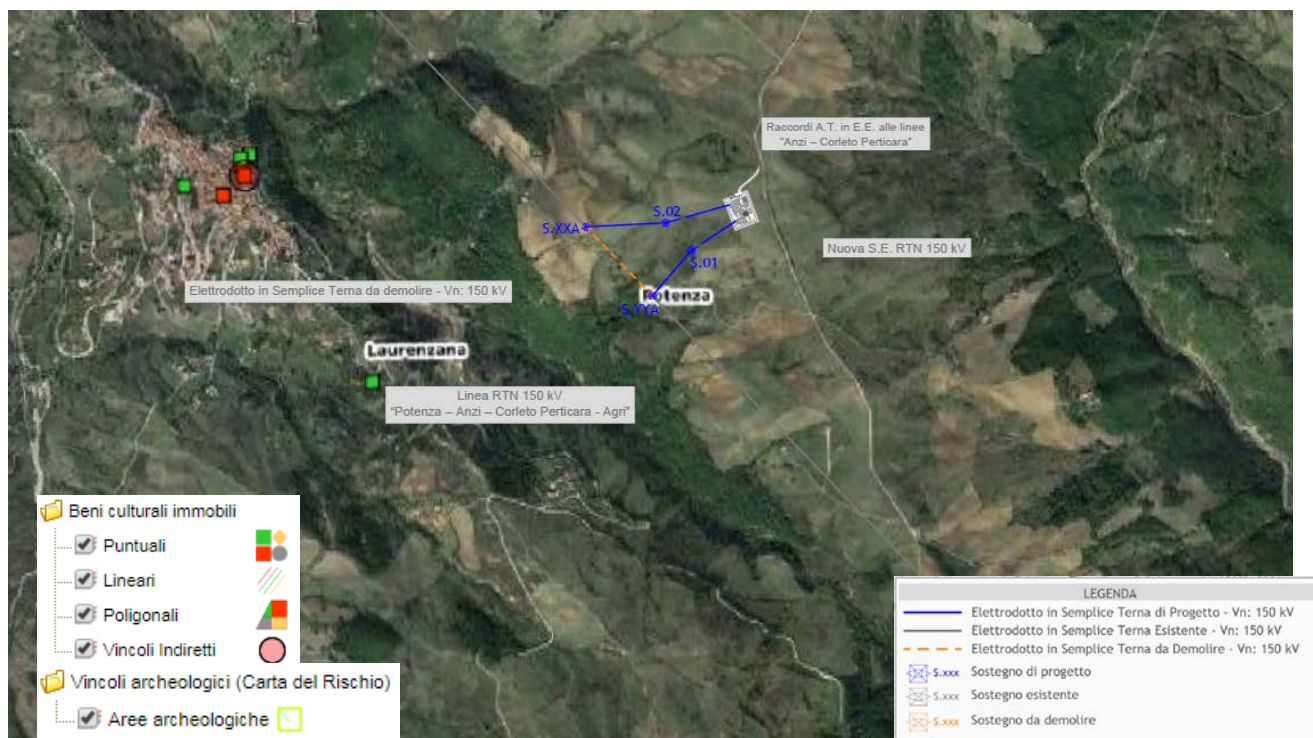 Raccordi A.T. in E.E. alle linee
"Anzi – Corleto Perticara"
S.02
S.XXA
S.01
Nuova S.E. RTN 150 kV
Elettrodotto in Semplice Terna da demolire - Vn: 150 kV
Potenza
S.YYA
Laurenzana
Linea RTN 150 kV
"Potenza – Anzi – Corleto Perticara - Agri"
Beni culturali immobili
Puntuali
Lineari
Poligonali
Vincoli Indiretti
Vincoli archeologici (Carta del Rischio)
Aree archeologiche
LEGENDA
Elettrodotto in Semplice Terna di Progetto - Vn: 150 kV
Elettrodotto in Semplice Terna Esistente - Vn: 150 kV
Elettrodotto in Semplice Terna da Demolire - Vn: 150 kV
S.xxx Sostegno di progetto
S.xxx Sostegno esistente
S.xxx Sostegno da demolire